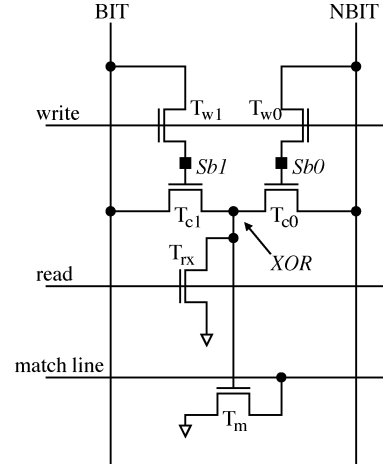 BIT NBIT
write T_w1 T_w0
Sb1 Sb0
T_c1 T_c0
T_rx XOR
read
match line
T_m